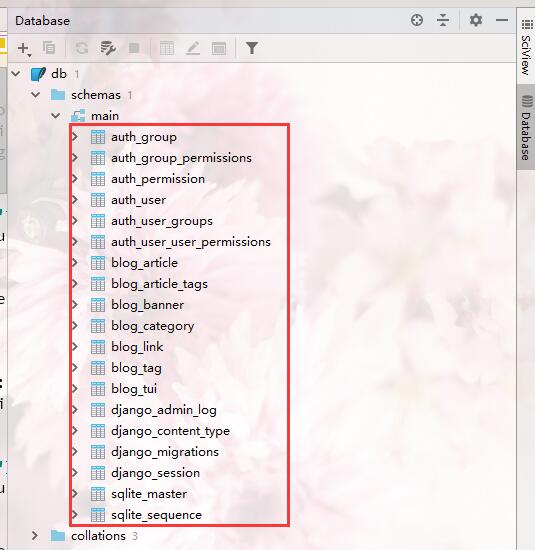 Database
db 1
schemas 1
main
auth_group
auth_group_permissions
auth_permission
auth_user
auth_user_groups
auth_user_user_permissions
blog_article
blog_article_tags
blog_banner
blog_category
blog_link
blog_tag
blog_tui
django_admin_log
django_content_type
django_migrations
django_session
sqlite_master
sqlite_sequence
collations 3
SciView
Database